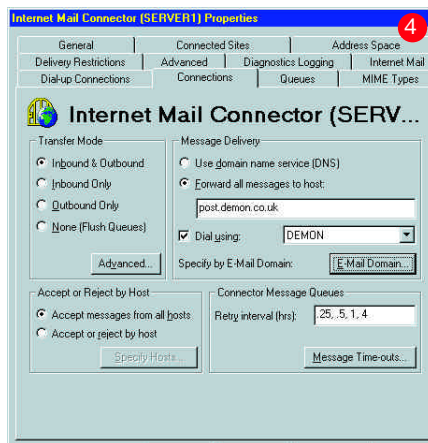 Internet Mail Connector (SERVER1) Properties
4
General Connected Sites Address Space
Delivery Restrictions Advanced Diagnostics Logging Internet Mail
Dial-up Connections Connections Queues MIME Types
Internet Mail Connector (SERV...
Transfer Mode
Inbound & Outbound
Inbound Only
Outbound Only
None (Flush Queues)
Advanced...
Message Delivery
Use domain name service (DNS)
Forward all messages to host:
post.demon.co.uk
Dial using: DEMON
Specify by E-Mail Domain: E-Mail Domain...
Accept or Reject by Host
Accept messages from all hosts
Accept or reject by host
Specify Hosts...
Connector Message Queues
Retry interval (hrs): .25, .5, 1, 4
Message Time-outs...